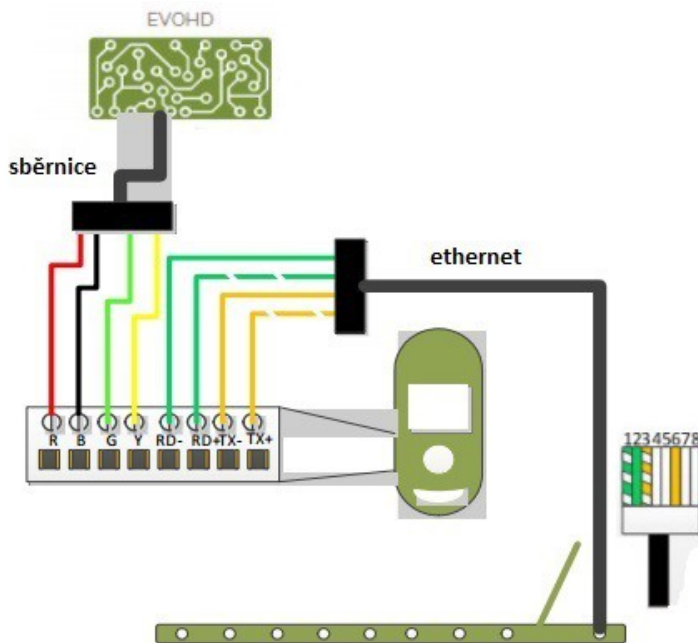 EVOHD
sběrnice
ethernet
R B G Y RD- RD+ TX- TX+
12345678